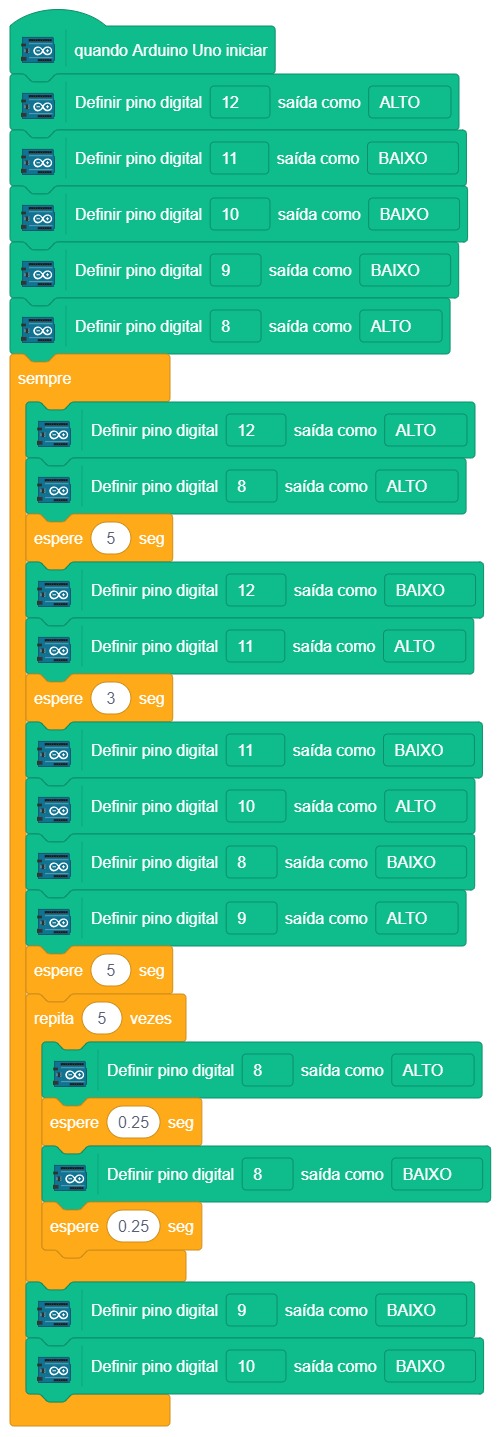 quando Arduino Uno iniciar
Definir pino digital 12 saída como ALTO
Definir pino digital 11 saída como BAIXO
Definir pino digital 10 saída como BAIXO
Definir pino digital 9 saída como BAIXO
Definir pino digital 8 saída como ALTO
sempre
Definir pino digital 12 saída como ALTO
Definir pino digital 8 saída como ALTO
espere 5 seg
Definir pino digital 12 saída como BAIXO
Definir pino digital 11 saída como ALTO
espere 3 seg
Definir pino digital 11 saída como BAIXO
Definir pino digital 10 saída como ALTO
Definir pino digital 8 saída como BAIXO
Definir pino digital 9 saída como ALTO
espere 5 seg
repita 5 vezes
Definir pino digital 8 saída como ALTO
espere 0.25 seg
Definir pino digital 8 saída como BAIXO
espere 0.25 seg
Definir pino digital 9 saída como BAIXO
Definir pino digital 10 saída como BAIXO